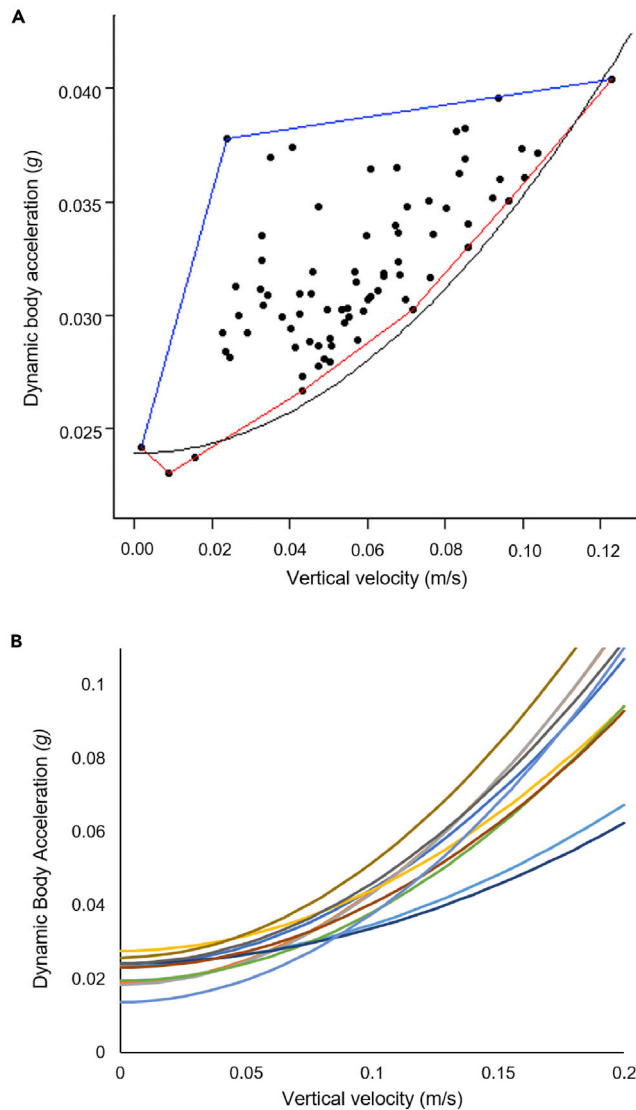 A
0.040
0.035
0.030
0.025
Dynamic body acceleration (g)
0.00 0.02 0.04 0.06 0.08 0.10 0.12
Vertical velocity (m/s)
B
0.1
0.08
0.06
0.04
0.02
0
Dynamic Body Acceleration (g)
0 0.05 0.1 0.15 0.2
Vertical velocity (m/s)